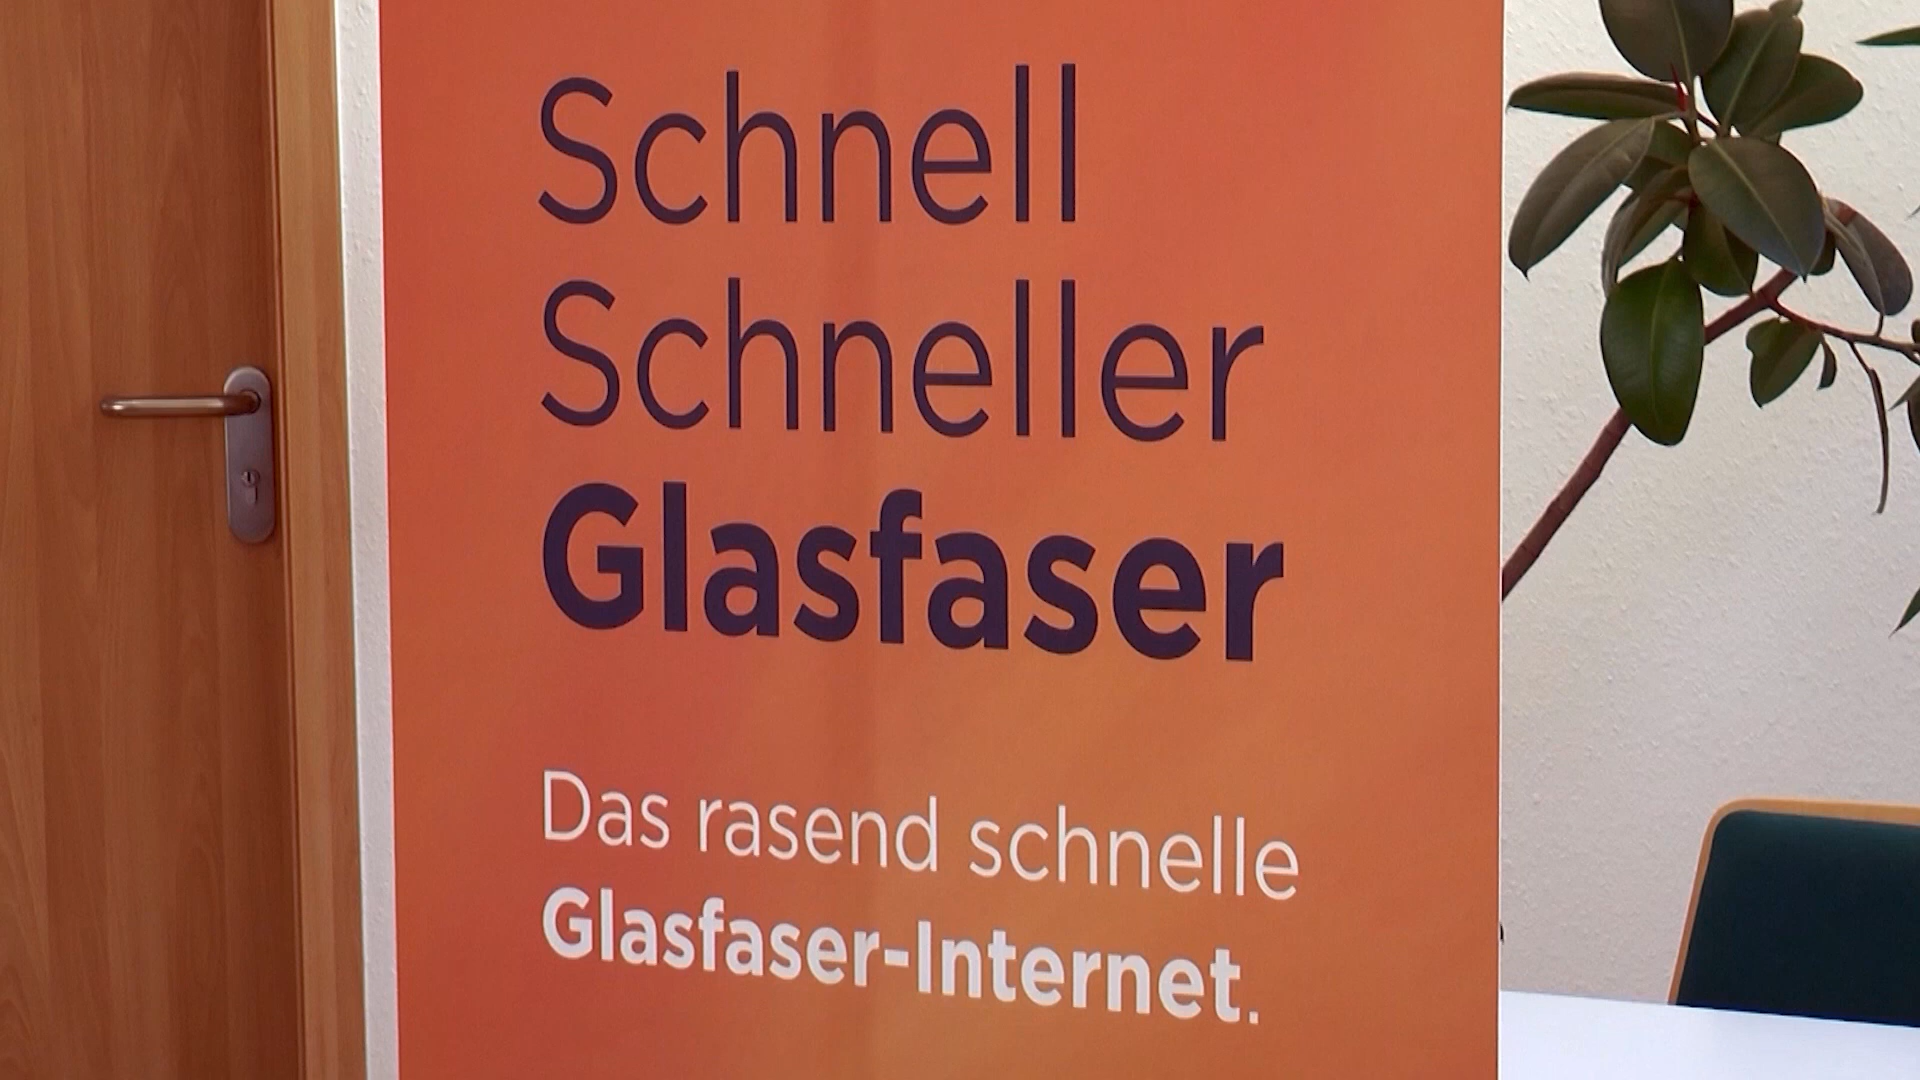 Schnell
Schneller
Glasfaser
Das rasend schnelle
Glasfaser-Internet.